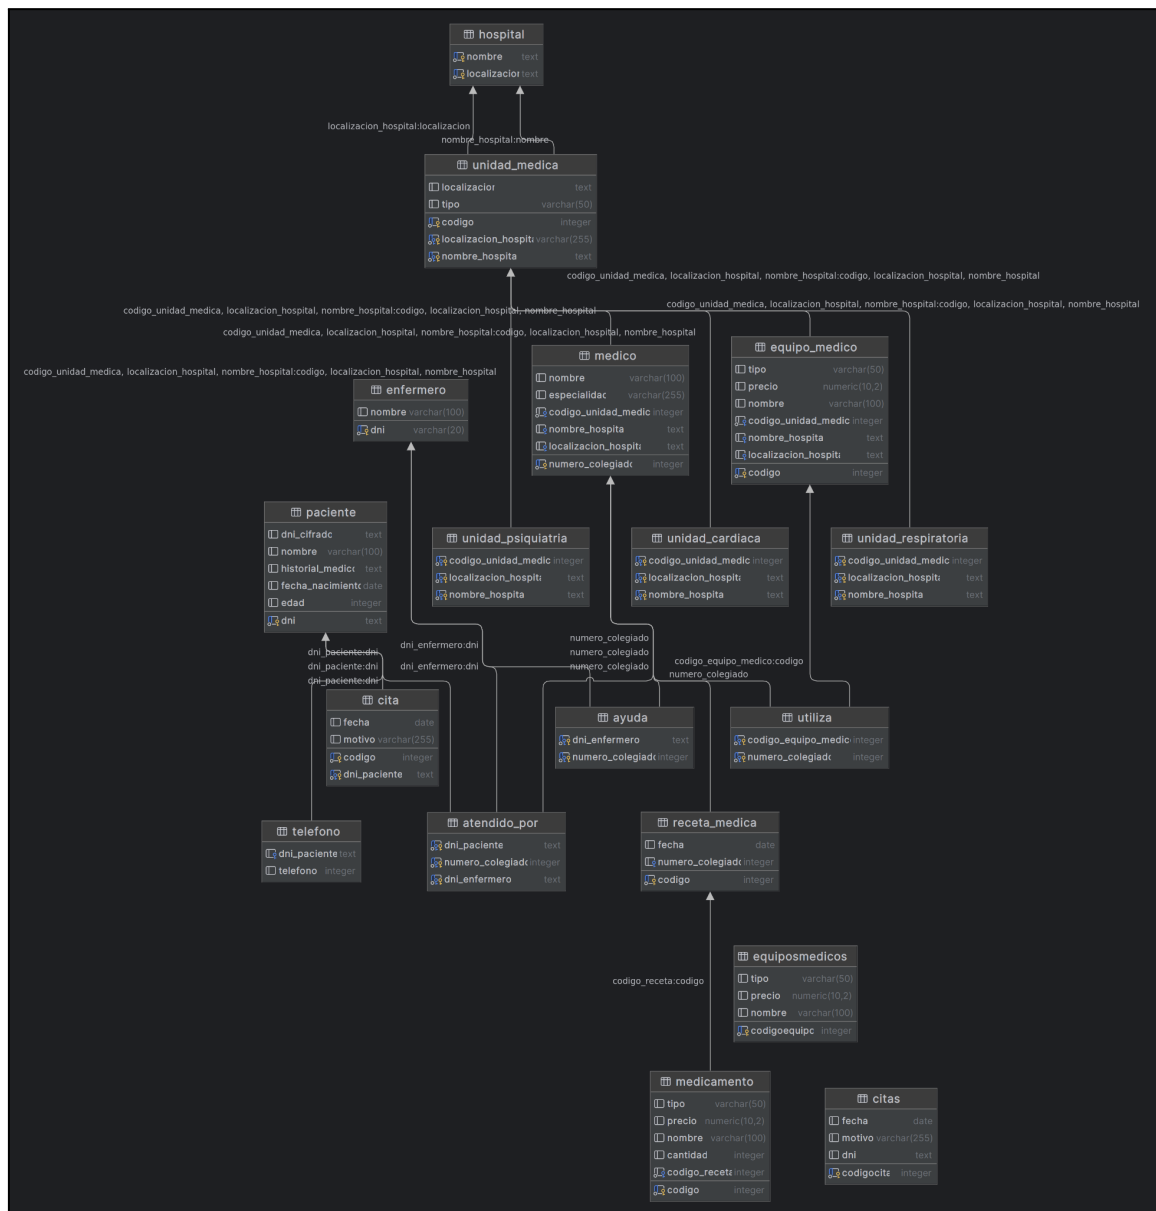 hospital
nombre text
localizacion text
localizacion_hospital:localizacion
nombre_hospital:nombre
unidad_medica
localizacion text
tipo varchar(50)
codigo integer
localizacion_hospita varchar(255)
nombre_hospita text
codigo_unidad_medica, localizacion_hospital, nombre_hospital:codigo, localizacion_hospital, nombre_hospital
codigo_unidad_medica, localizacion_hospital, nombre_hospital:codigo, localizacion_hospital, nombre_hospital
codigo_unidad_medica, localizacion_hospital, nombre_hospital:codigo, localizacion_hospital, nombre_hospital
codigo_unidad_medica, localizacion_hospital, nombre_hospital:codigo, localizacion_hospital, nombre_hospital
codigo_unidad_medica, localizacion_hospital, nombre_hospital:codigo, localizacion_hospital, nombre_hospital
medico
nombre varchar(100)
especialidad varchar(255)
codigo_unidad_medic integer
nombre_hospita text
localizacion_hospita text
numero_colegiado integer
equipo_medico
tipo varchar(50)
precio numeric(10,2)
nombre varchar(100)
codigo_unidad_medic integer
nombre_hospita text
localizacion_hospita text
codigo integer
enfermero
nombre varchar(100)
dni varchar(20)
paciente
dni_cifrado text
nombre varchar(100)
historial_medico text
fecha_nacimiento date
edad integer
dni text
unidad_psiquiatria
codigo_unidad_medic integer
localizacion_hospita text
nombre_hospita text
unidad_cardiaca
codigo_unidad_medic integer
localizacion_hospita text
nombre_hospita text
unidad_respiratoria
codigo_unidad_medic integer
localizacion_hospita text
nombre_hospita text
dni_paciente:dni
dni_paciente:dni
dni_paciente:dni
dni_enfermero:dni
dni_enfermero:dni
numero_colegiado
numero_colegiado
numero_colegiado
codigo_equipo_medico:codigo
numero_colegiado
cita
fecha date
motivo varchar(255)
codigo integer
dni_paciente text
ayuda
dni_enfermero text
numero_colegiado integer
utiliza
codigo_equipo_medic integer
numero_colegiado integer
telefono
dni_paciente text
telefono integer
atendido_por
dni_paciente text
numero_colegiado integer
dni_enfermero text
receta_medica
fecha date
numero_colegiado integer
codigo integer
codigo_receta:codigo
equiposmedicos
tipo varchar(50)
precio numeric(10,2)
nombre varchar(100)
codigoequipo integer
medicamento
tipo varchar(50)
precio numeric(10,2)
nombre varchar(100)
cantidad integer
codigo_receta integer
codigo integer
citas
fecha date
motivo varchar(255)
dni text
codigocita integer